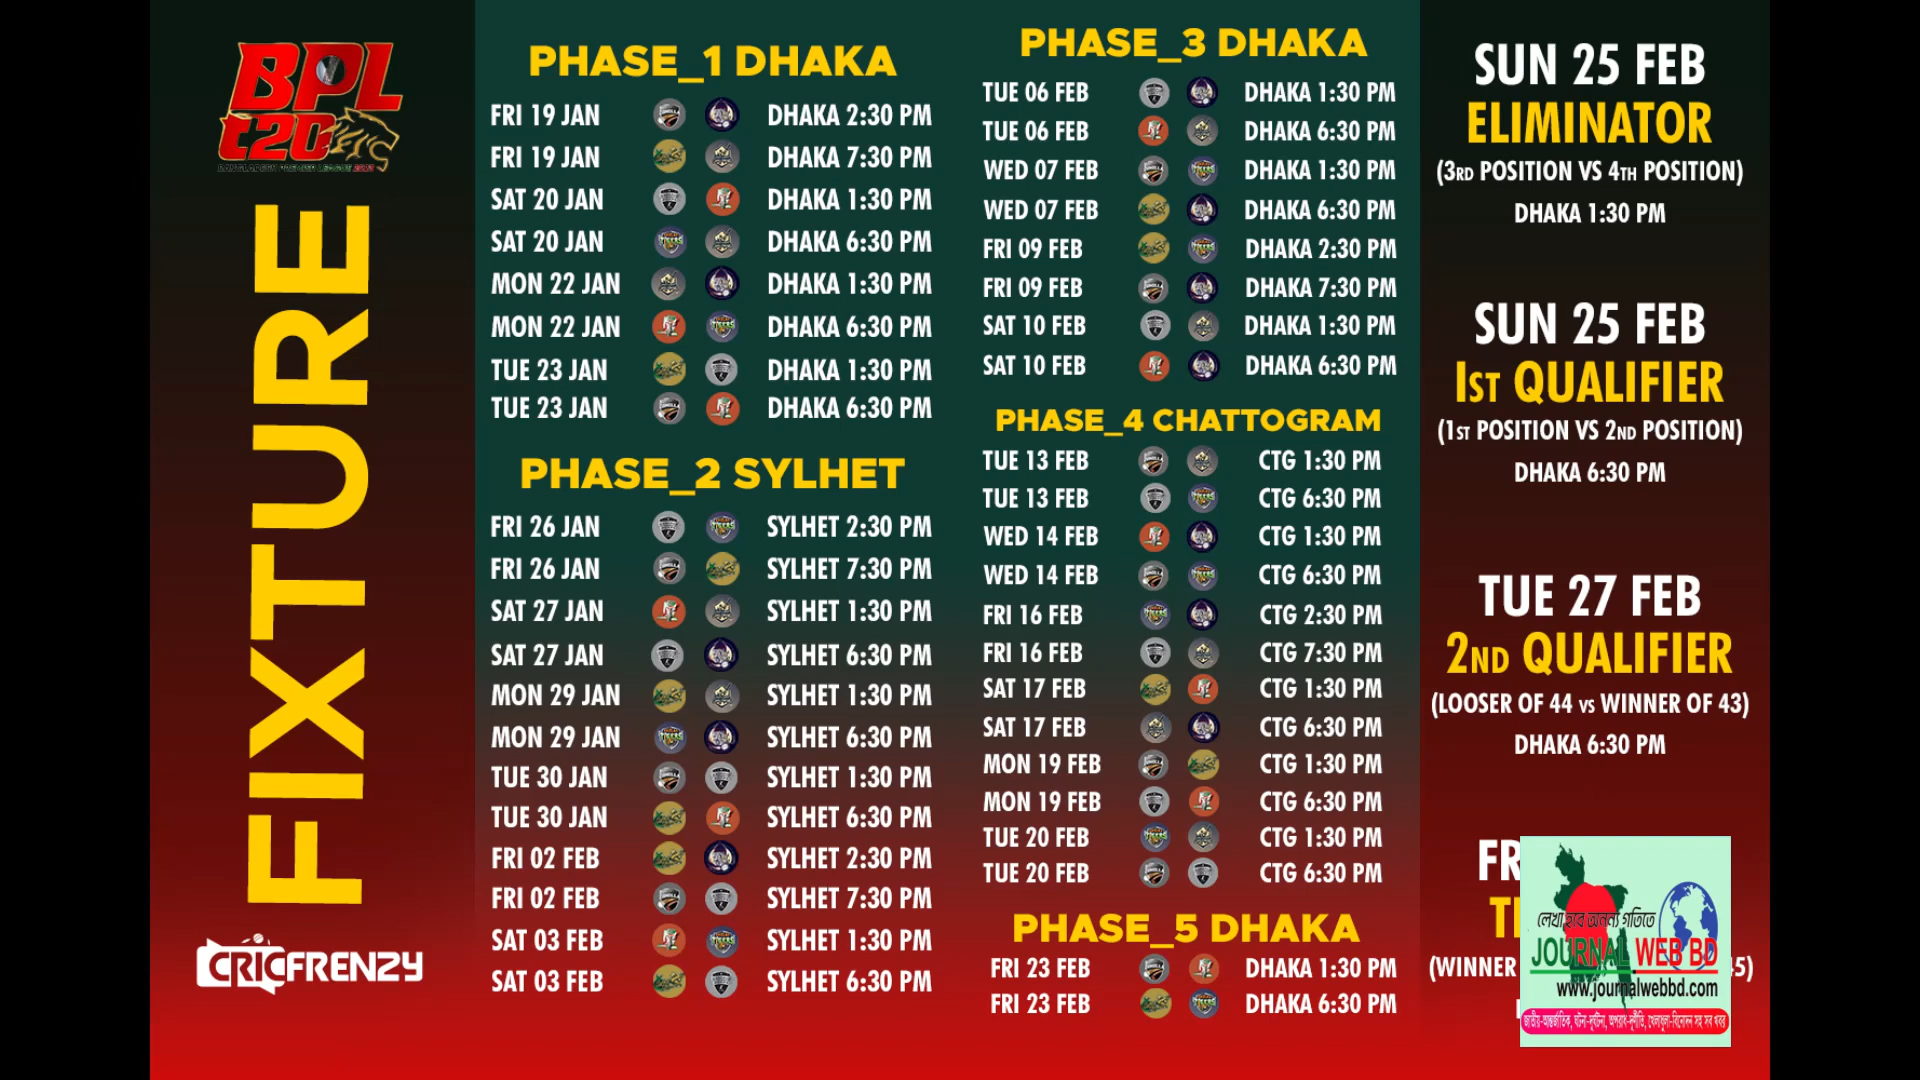 BPL
T20
BANGLADESH PREMIER LEAGUE
FIXTURE
CRICFRENZY
PHASE_1 DHAKA
FRI 19 JAN DHAKA 2:30 PM
FRI 19 JAN DHAKA 7:30 PM
SAT 20 JAN DHAKA 1:30 PM
SAT 20 JAN DHAKA 6:30 PM
MON 22 JAN DHAKA 1:30 PM
MON 22 JAN DHAKA 6:30 PM
TUE 23 JAN DHAKA 1:30 PM
TUE 23 JAN DHAKA 6:30 PM
PHASE_2 SYLHET
FRI 26 JAN SYLHET 2:30 PM
FRI 26 JAN SYLHET 7:30 PM
SAT 27 JAN SYLHET 1:30 PM
SAT 27 JAN SYLHET 6:30 PM
MON 29 JAN SYLHET 1:30 PM
MON 29 JAN SYLHET 6:30 PM
TUE 30 JAN SYLHET 1:30 PM
TUE 30 JAN SYLHET 6:30 PM
FRI 02 FEB SYLHET 2:30 PM
FRI 02 FEB SYLHET 7:30 PM
SAT 03 FEB SYLHET 1:30 PM
SAT 03 FEB SYLHET 6:30 PM
PHASE_3 DHAKA
TUE 06 FEB DHAKA 1:30 PM
TUE 06 FEB DHAKA 6:30 PM
WED 07 FEB DHAKA 1:30 PM
WED 07 FEB DHAKA 6:30 PM
FRI 09 FEB DHAKA 2:30 PM
FRI 09 FEB DHAKA 7:30 PM
SAT 10 FEB DHAKA 1:30 PM
SAT 10 FEB DHAKA 6:30 PM
PHASE_4 CHATTOGRAM
TUE 13 FEB CTG 1:30 PM
TUE 13 FEB CTG 6:30 PM
WED 14 FEB CTG 1:30 PM
WED 14 FEB CTG 6:30 PM
FRI 16 FEB CTG 2:30 PM
FRI 16 FEB CTG 7:30 PM
SAT 17 FEB CTG 1:30 PM
SAT 17 FEB CTG 6:30 PM
MON 19 FEB CTG 1:30 PM
MON 19 FEB CTG 6:30 PM
TUE 20 FEB CTG 1:30 PM
TUE 20 FEB CTG 6:30 PM
PHASE_5 DHAKA
FRI 23 FEB DHAKA 1:30 PM
FRI 23 FEB DHAKA 6:30 PM
SUN 25 FEB
ELIMINATOR
(3RD POSITION VS 4TH POSITION)
DHAKA 1:30 PM
SUN 25 FEB
IST QUALIFIER
(1ST POSITION VS 2ND POSITION)
DHAKA 6:30 PM
TUE 27 FEB
2ND QUALIFIER
(LOOSER OF 44 VS WINNER OF 43)
DHAKA 6:30 PM
FR
(WINNER 45)
লেখা হবে অনন্য গতিতে
JOURNAL WEB BD
www.journalwebbd.com
জাতীয়-আন্তর্জাতিক, ঘটনা-দূর্ঘটনা, অপরাধ-দূর্নীতি, খেলাধুলা-বিনোদন সহ সব খবর